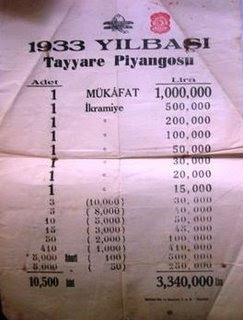 1933 YILBAŞI
Tayyare Piyangosu
Adet Lira
1 MÜKÂFAT 1,000,000
1 İkramiye 500,000
1 " 200,000
1 " 100,000
1 " 50,000
1 " 30,000
1 " 20,000
1 " 15,000
3 (10,000) 30,000
5 (8,000) 40,000
10 (5,000) 50,000
15 (3,000) 45,000
50 (2,000) 100,000
410 (1,000) 410,000
5,000 (100) 500,000
5,000 (50) 250,000
10,500 Adet 3,340,000 Lira